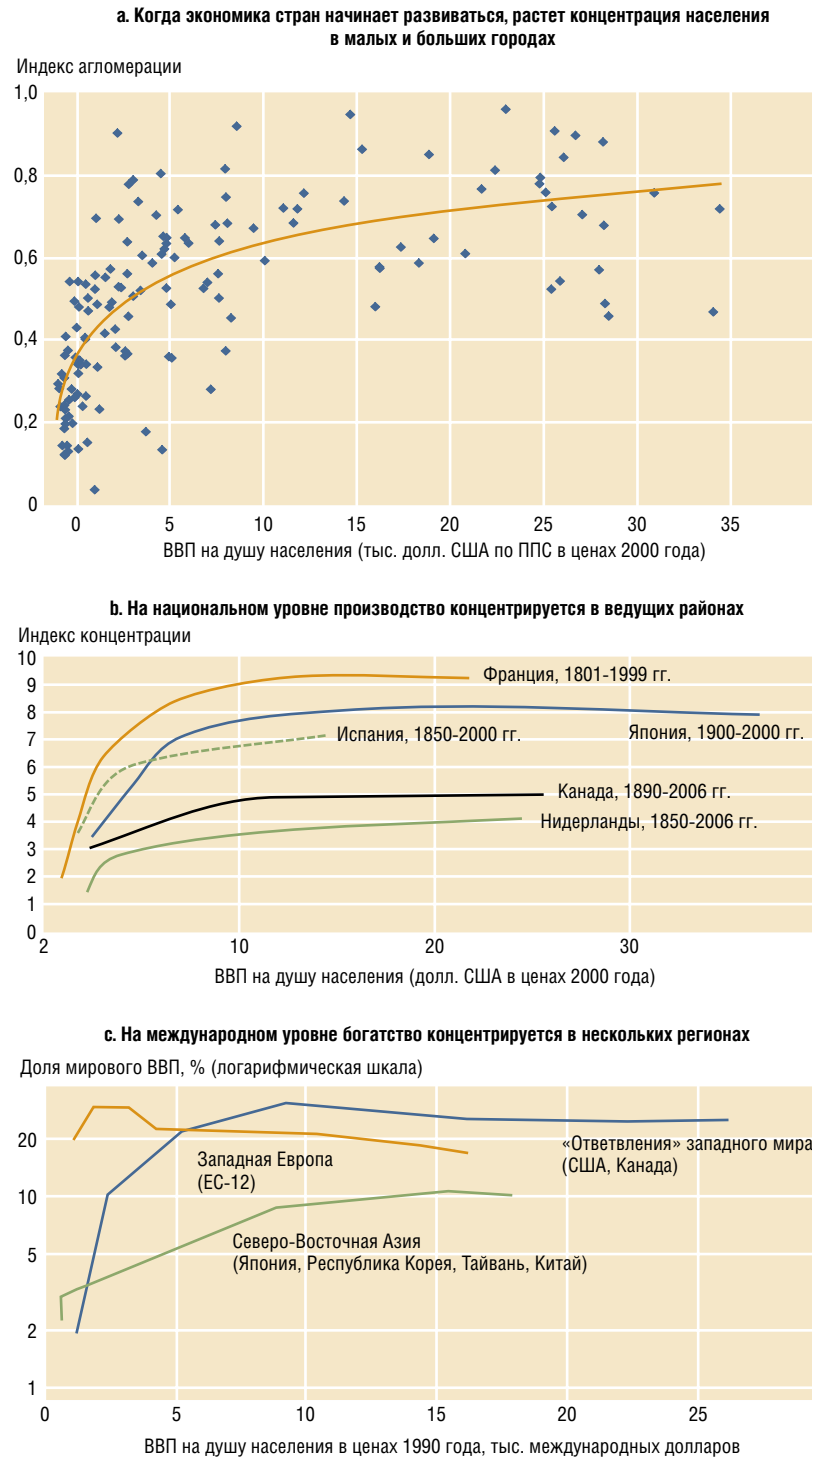 a. Когда экономика стран начинает развиваться, растет концентрация населения
в малых и больших городах
Индекс агломерации
1,0
0,8
0,6
0,4
0,2
0
0 5 10 15 20 25 30 35
ВВП на душу населения (тыс. долл. США по ППС в ценах 2000 года)
b. На национальном уровне производство концентрируется в ведущих районах
Индекс концентрации
10
9
Франция, 1801-1999 гг.
8
7
Испания, 1850-2000 гг.
Япония, 1900-2000 гг.
6
5
Канада, 1890-2006 гг.
4
Нидерланды, 1850-2006 гг.
3
2
1
0
2 10 20 30
ВВП на душу населения (долл. США в ценах 2000 года)
c. На международном уровне богатство концентрируется в нескольких регионах
Доля мирового ВВП, % (логарифмическая шкала)
20
«Ответвления» западного мира
(США, Канада)
Западная Европа
(ЕС-12)
10
Северо-Восточная Азия
(Япония, Республика Корея, Тайвань, Китай)
5
2
1
0 5 10 15 20 25
ВВП на душу населения в ценах 1990 года, тыс. международных долларов